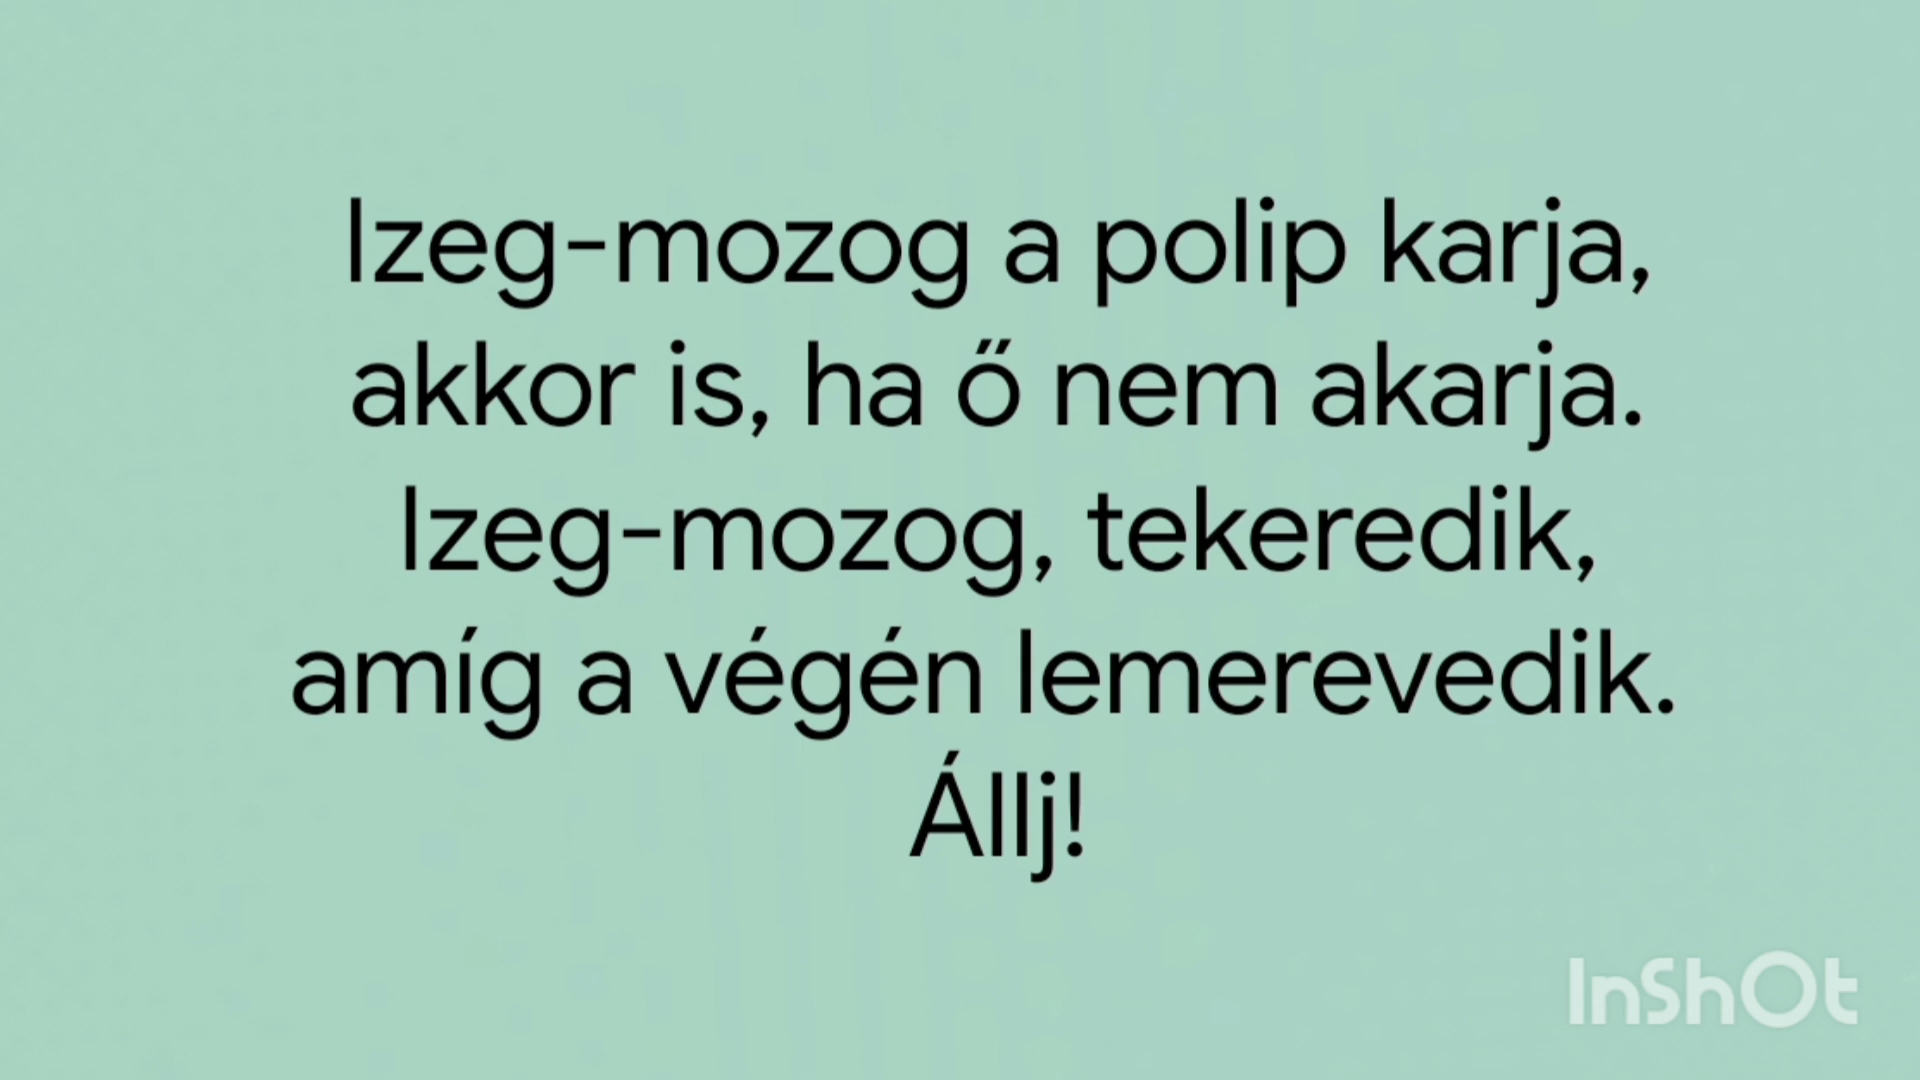 Izeg-mozog a polip karja,
akkor is, ha ő nem akarja.
Izeg-mozog, tekeredik,
amíg a végén lemerevedik.
Állj!
InShOt